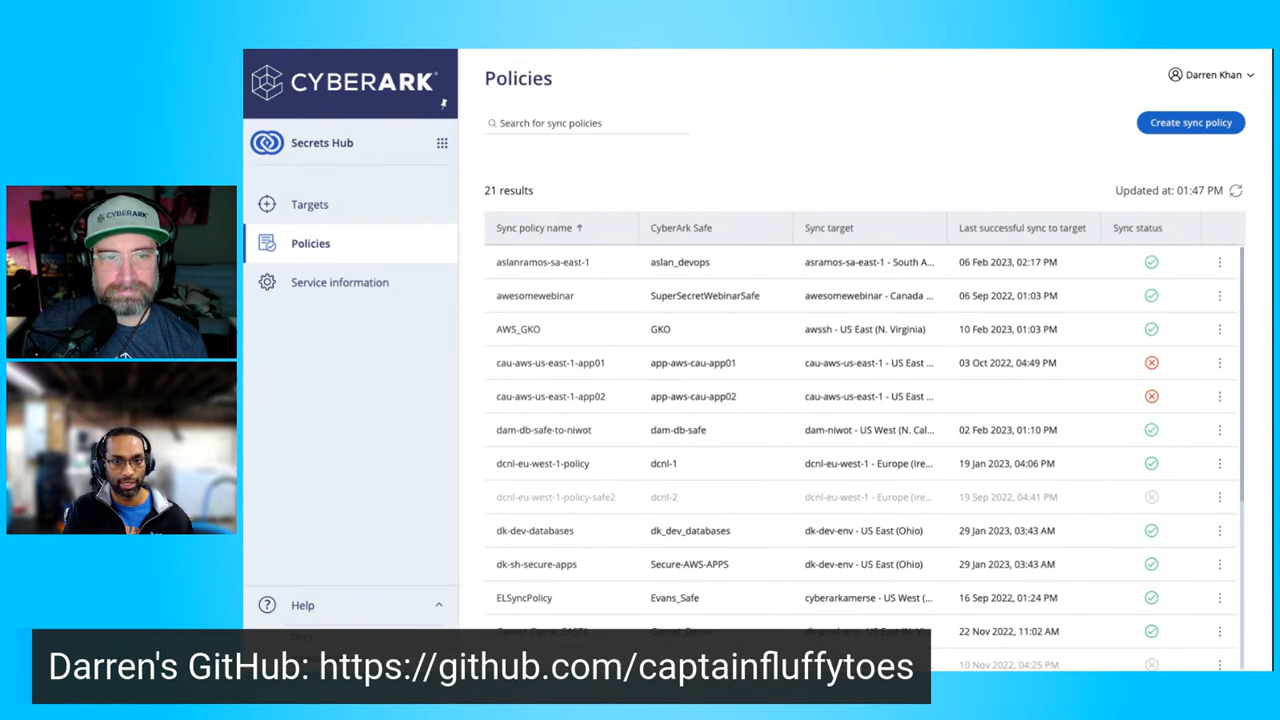 CYBERARK®
Secrets Hub
Targets
Policies
Service information
Help
CYBERARK
Policies
Darren Khan
Search for sync policies
Create sync policy
21 results
Updated at: 01:47 PM
Sync policy name ↑ CyberArk Safe Sync target Last successful sync to target Sync status
aslanramos-sa-east-1 aslan_devops asramos-sa-east-1 - South A... 06 Feb 2023, 02:17 PM
awesomewebinar SuperSecretWebinarSafe awesomewebinar - Canada ... 06 Sep 2022, 01:03 PM
AWS_GKO GKO awssh - US East (N. Virginia) 10 Feb 2023, 01:03 PM
cau-aws-us-east-1-app01 app-aws-cau-app01 cau-aws-us-east-1 - US East ... 03 Oct 2022, 04:49 PM
cau-aws-us-east-1-app02 app-aws-cau-app02 cau-aws-us-east-1 - US East ...
dam-db-safe-to-niwot dam-db-safe dam-niwot - US West (N. Cal... 02 Feb 2023, 01:10 PM
dcnl-eu-west-1-policy dcnl-1 dcnl-eu-west-1 - Europe (Ire... 19 Jan 2023, 04:06 PM
dcnl-eu-west-1-policy-safe2 dcnl-2 dcnl-eu-west-1 - Europe (Ire... 19 Sep 2022, 04:41 PM
dk-dev-databases dk_dev_databases dk-dev-env - US East (Ohio) 29 Jan 2023, 03:43 AM
dk-sh-secure-apps Secure-AWS-APPS dk-dev-env - US East (Ohio) 29 Jan 2023, 03:43 AM
ELSyncPolicy Evans_Safe cyberarkamerse - US West (... 16 Sep 2022, 01:24 PM
22 Nov 2022, 11:02 AM
10 Nov 2022, 04:25 PM
Darren's GitHub: https://github.com/captainfluffytoes